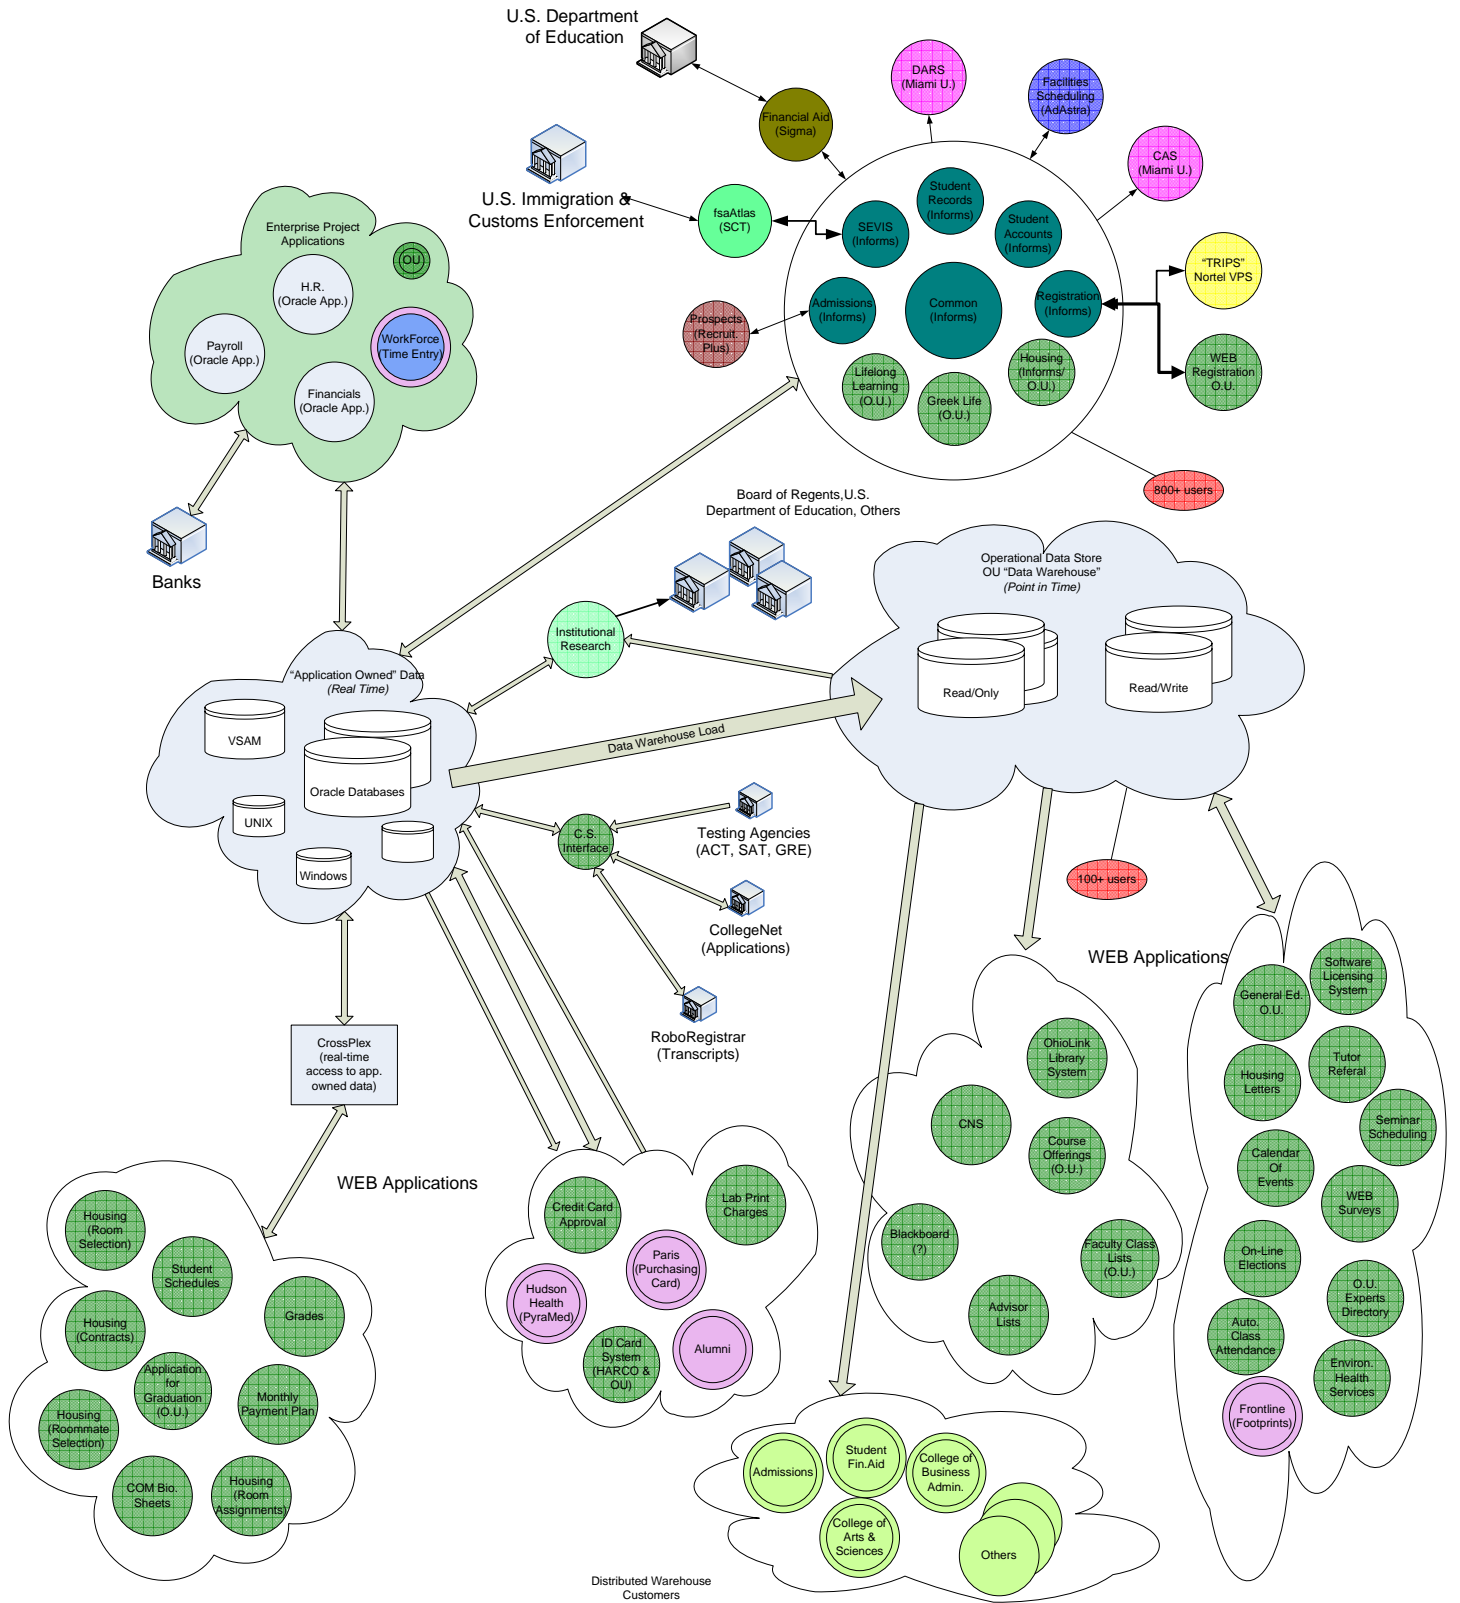 U.S. Department
of Education
DARS
(Miami U.)
Facilities
Scheduling
(AdAstra)
Financial Aid
(Sigma)
CAS
(Miami U.)
U.S. Immigration &
Customs Enforcement
fsaAtlas
(SCT)
Student
Records
(Informs)
SEVIS
(Informs)
Student
Accounts
(Informs)
"TRIPS"
Nortel VPS
Enterprise Project
Applications
OU
H.R.
(Oracle App.)
Payroll
(Oracle App.)
WorkForce
(Time Entry)
Financials
(Oracle App.)
Prospects
(Recruit.
Plus)
Admissions
(Informs)
Common
(Informs)
Registration
(Informs)
WEB
Registration
O.U.
Lifelong
Learning
(O.U.)
Greek Life
(O.U.)
Housing
(Informs/
O.U.)
800+ users
Banks
Board of Regents,U.S.
Department of Education, Others
Operational Data Store
OU "Data Warehouse"
(Point in Time)
Institutional
Research
Read/Only
Read/Write
"Application Owned" Data
(Real Time)
VSAM
Oracle Databases
UNIX
Windows
Data Warehouse Load
C.S.
Interface
Testing Agencies
(ACT, SAT, GRE)
CollegeNet
(Applications)
RoboRegistrar
(Transcripts)
100+ users
WEB Applications
General Ed.
O.U.
Software
Licensing
System
Housing
Letters
Tutor
Referal
Seminar
Scheduling
Calendar
Of
Events
WEB
Surveys
On-Line
Elections
O.U.
Experts
Directory
Auto.
Class
Attendance
Environ.
Health
Services
Frontline
(Footprints)
OhioLink
Library
System
CNS
Course
Offerings
(O.U.)
Blackboard
(?)
Faculty Class
Lists
(O.U.)
Advisor
Lists
CrossPlex
(real-time
access to app.
owned data)
WEB Applications
Credit Card
Approval
Lab Print
Charges
Paris
(Purchasing
Card)
Hudson
Health
(PyraMed)
ID Card
System
(HARCO &
OU)
Alumni
Housing
(Room
Selection)
Student
Schedules
Housing
(Contracts)
Grades
Application
for
Graduation
(O.U.)
Monthly
Payment Plan
Housing
(Roommate
Selection)
COM Bio.
Sheets
Housing
(Room
Assignments)
Admissions
Student
Fin.Aid
College of
Business
Admin.
College of
Arts &
Sciences
Others
Distributed Warehouse
Customers